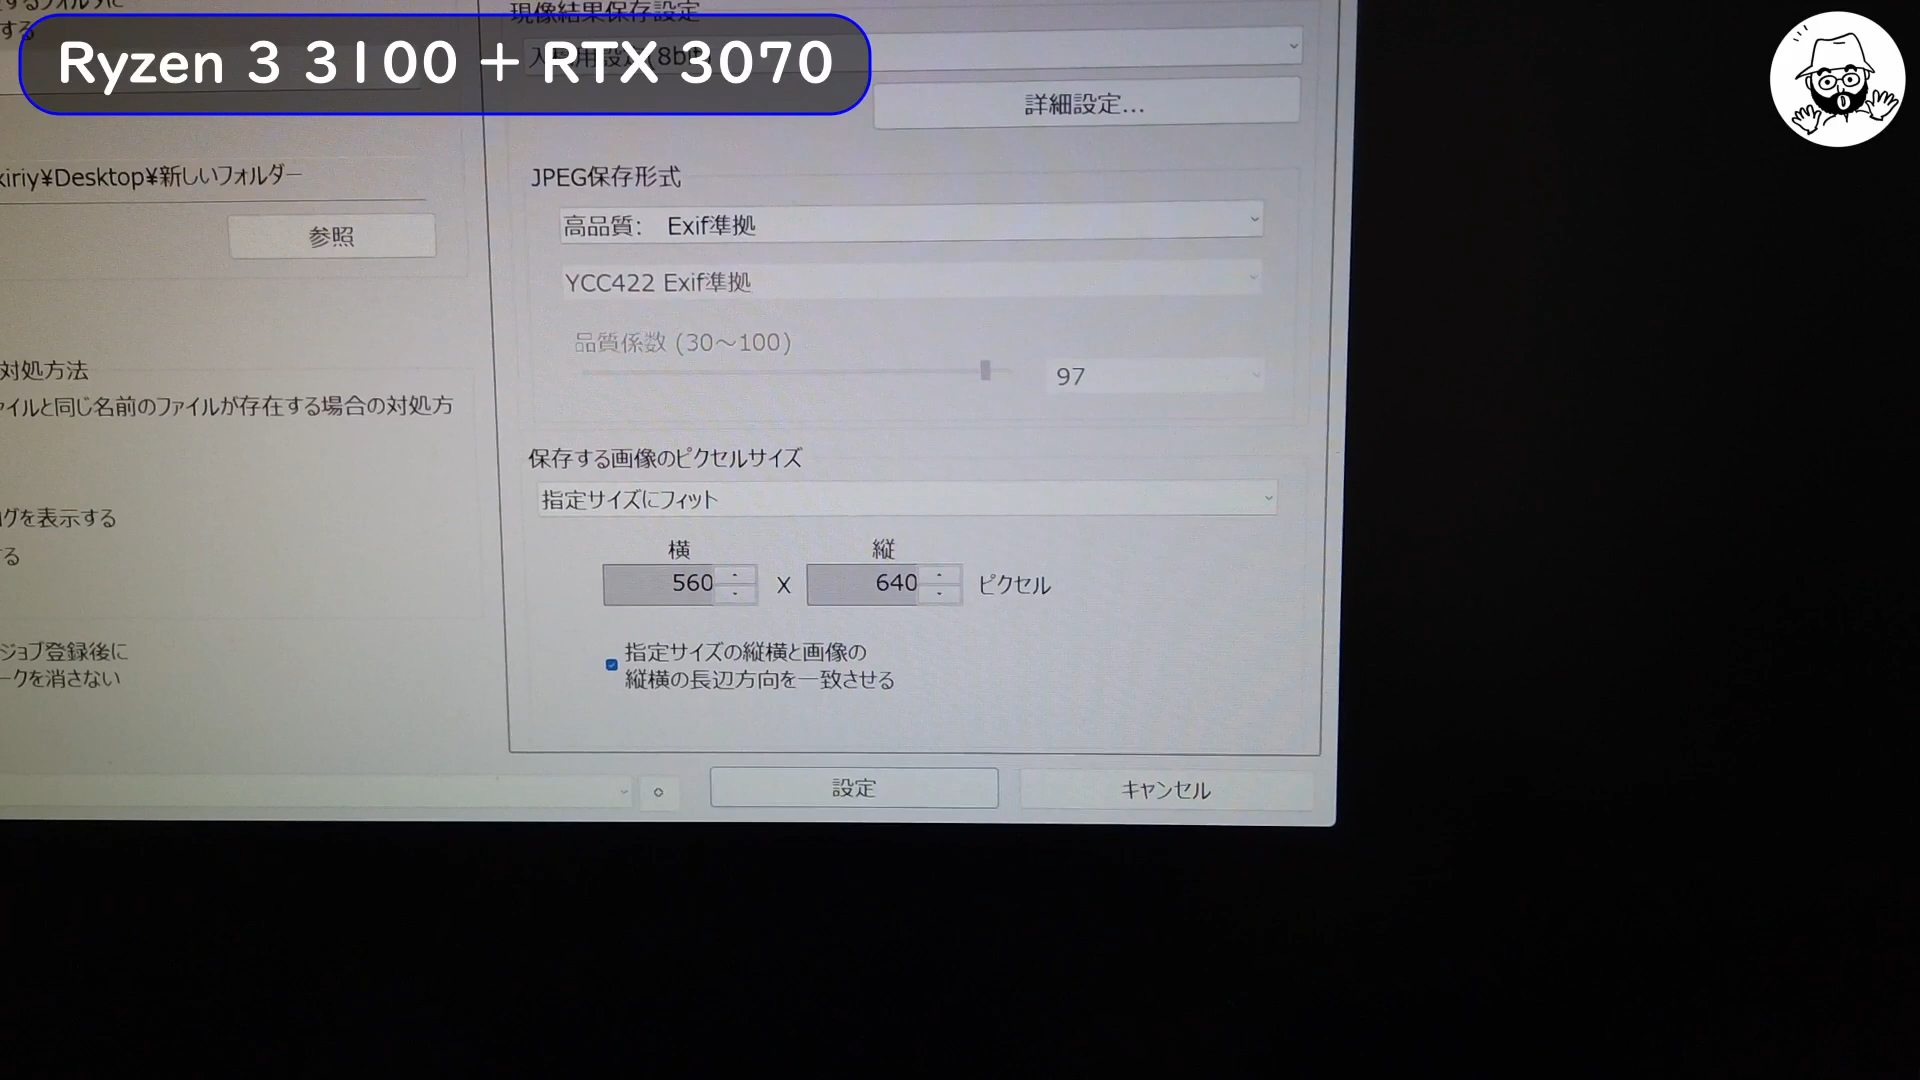 する
現像結果保存設定
Ryzen 3 3100 + RTX 3070
詳細設定...
JPEG保存形式
kiriy¥Desktop¥新しいフォルダー
高品質: Exif準拠
参照
YCC422 Exif準拠
品質係数 (30～100)
97
対処方法
ァイルと同じ名前のファイルが存在する場合の対処方
保存する画像のピクセルサイズ
指定サイズにフィット
グを表示する
する
横
縦
560
X
640
ピクセル
ジョブ登録後に
ークを消さない
指定サイズの縦横と画像の
縦横の長辺方向を一致させる
設定
キャンセル